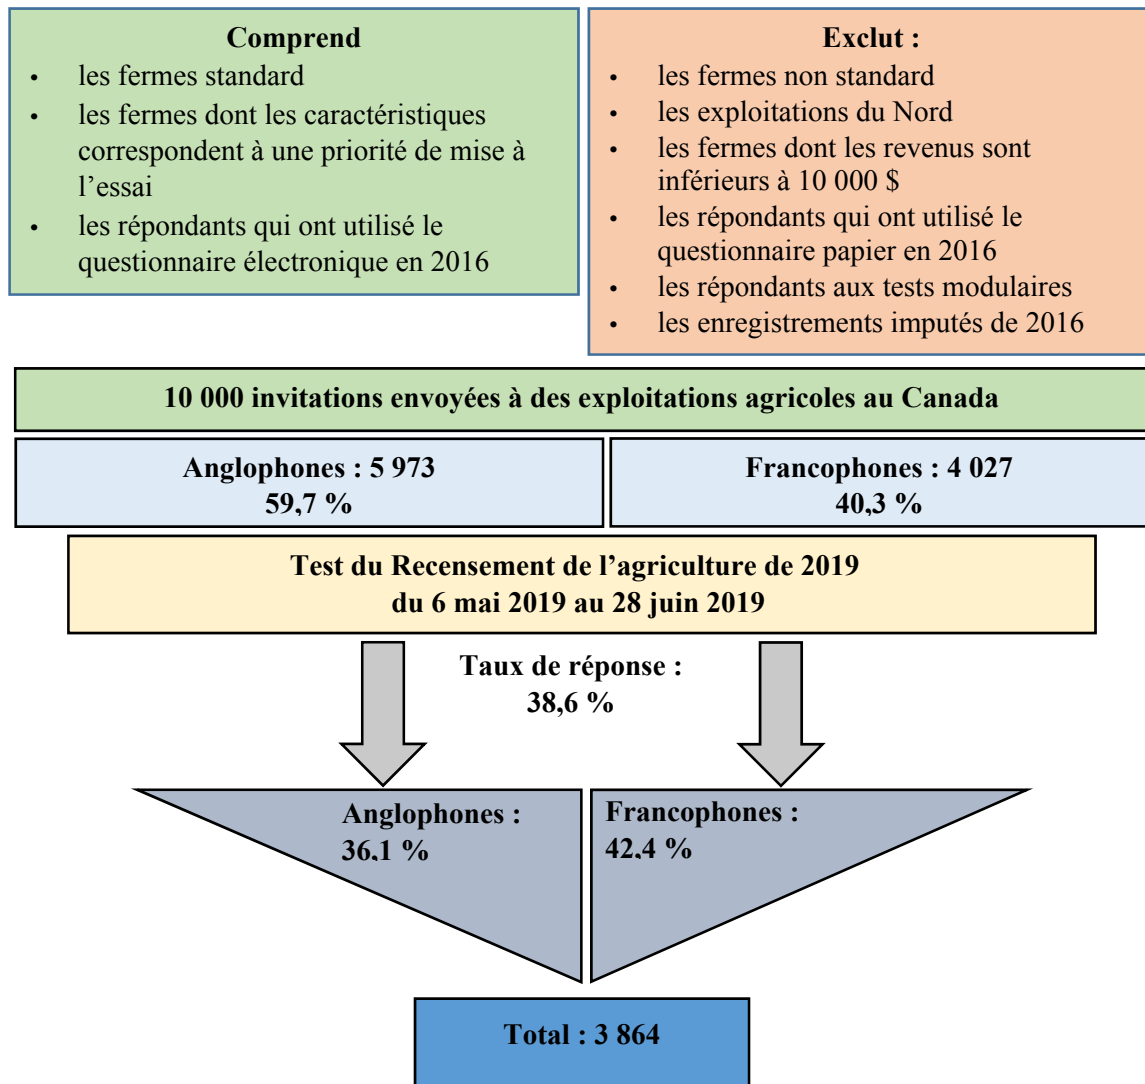 Comprend
• les fermes standard
• les fermes dont les caractéristiques
correspondent à une priorité de mise à
l’essai
• les répondants qui ont utilisé le
questionnaire électronique en 2016
Exclut :
• les fermes non standard
• les exploitations du Nord
• les fermes dont les revenus sont
inférieurs à 10 000 $
• les répondants qui ont utilisé le
questionnaire papier en 2016
• les répondants aux tests modulaires
• les enregistrements imputés de 2016
10 000 invitations envoyées à des exploitations agricoles au Canada
Anglophones : 5 973
59,7 %
Francophones : 4 027
40,3 %
Test du Recensement de l’agriculture de 2019
du 6 mai 2019 au 28 juin 2019
Taux de réponse :
38,6 %
Anglophones :
36,1 %
Francophones :
42,4 %
Total : 3 864